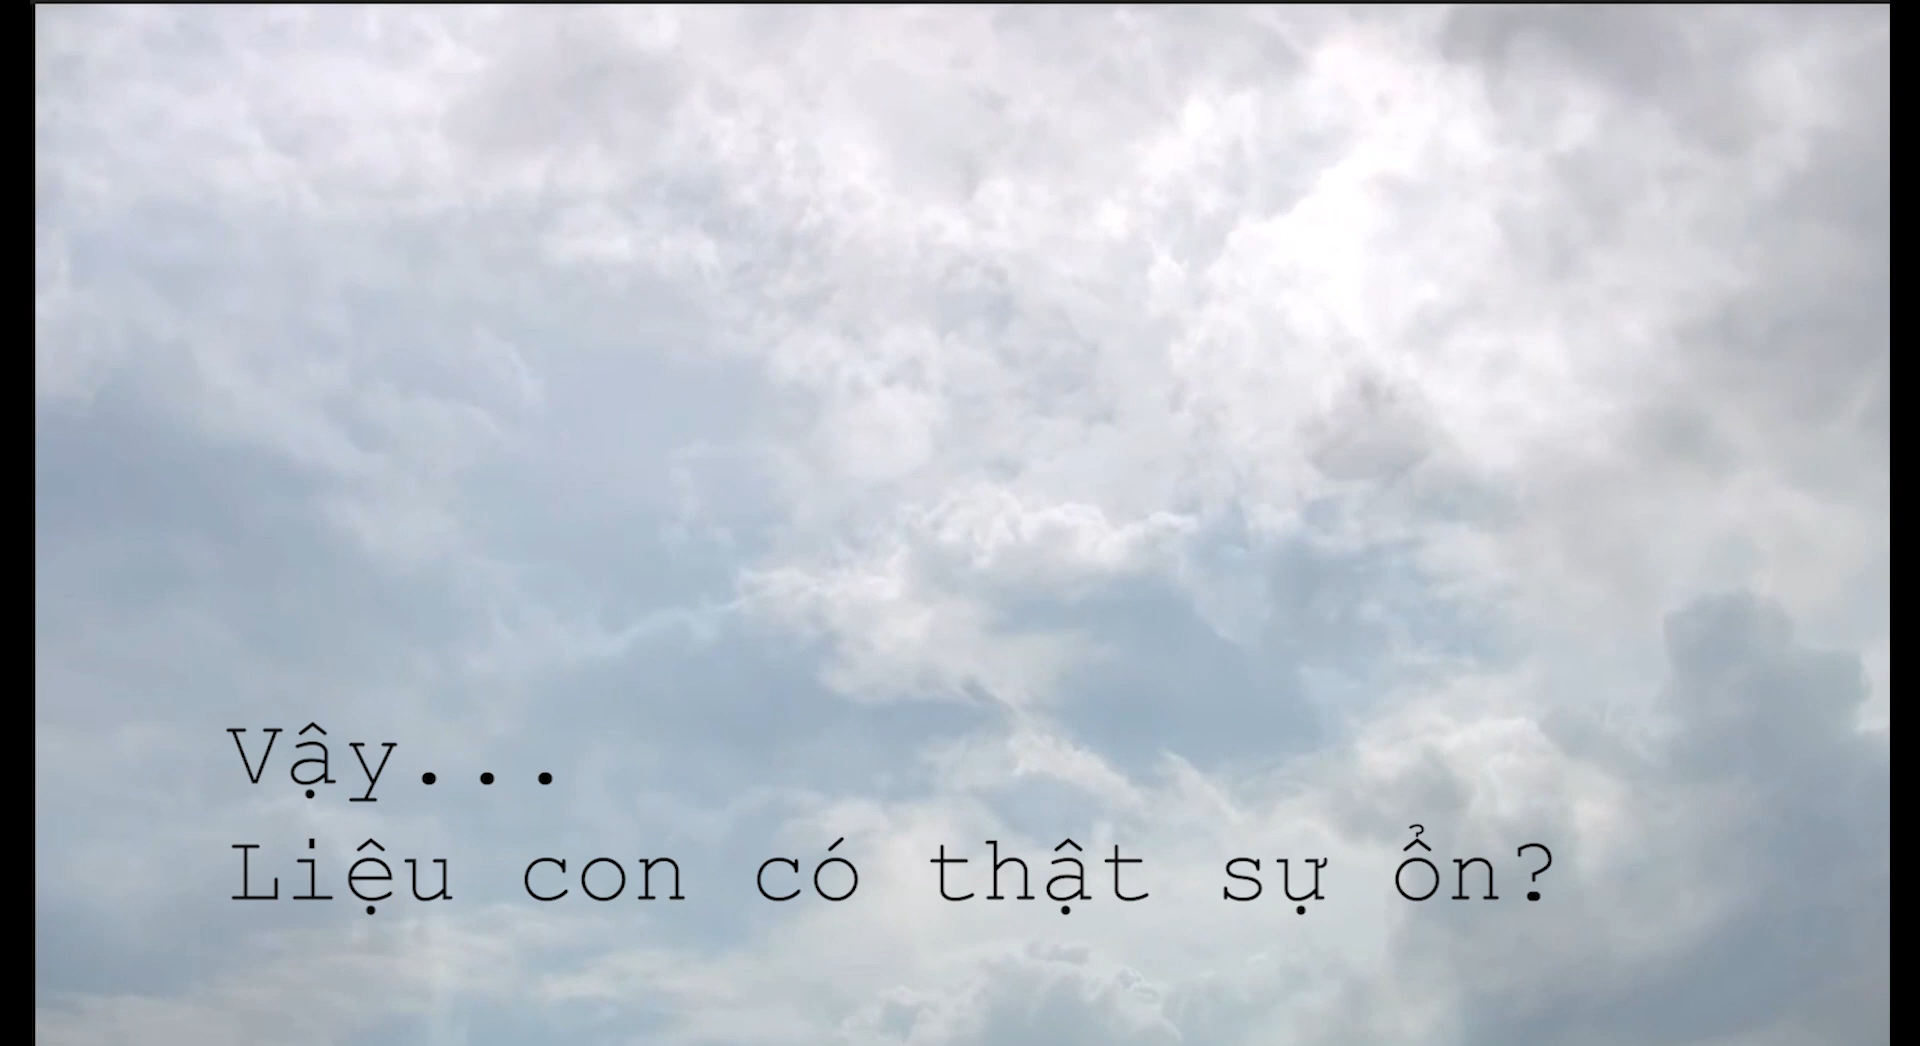 Vậy...
Liệu con có thật sự ổn?